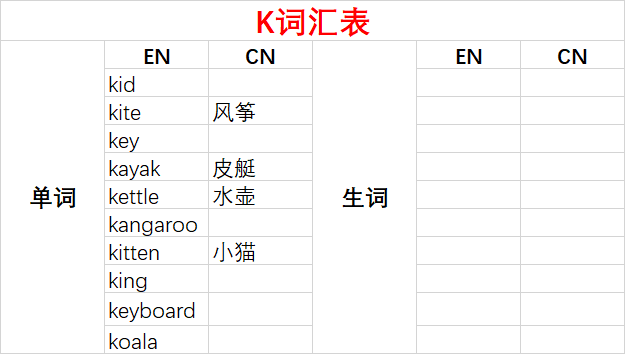 K词汇表
EN CN EN CN
kid
kite 风筝
key
kayak 皮艇
单词 kettle 水壶 生词
kangaroo
kitten 小猫
king
keyboard
koala